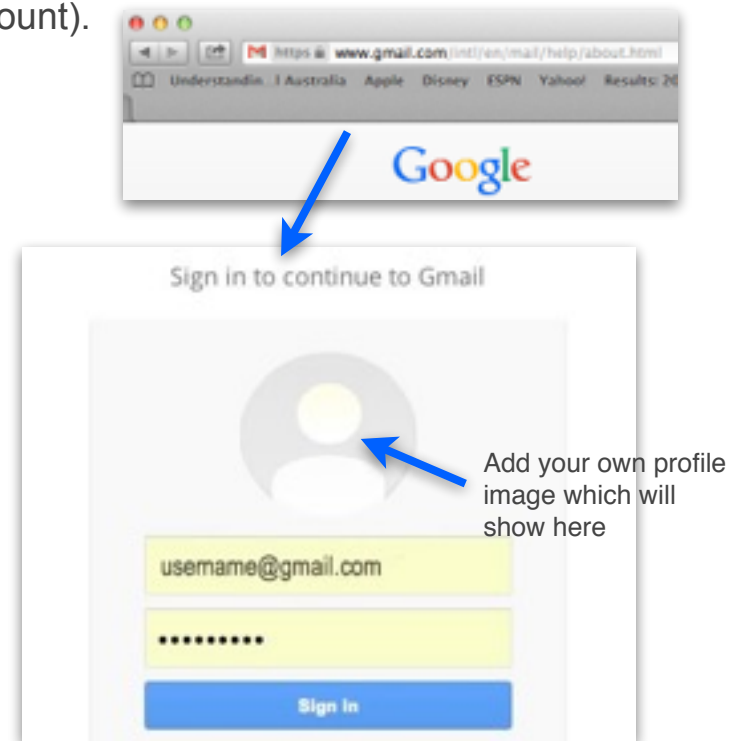 ount).
https www.gmail.com/intl/en/mail/help/about.html
Understandin...l Australia Apple Disney ESPN Yahoo! Results: 20
Google
Sign in to continue to Gmail
Add your own profile
image which will
show here
username@gmail.com
•••••••••
Sign in